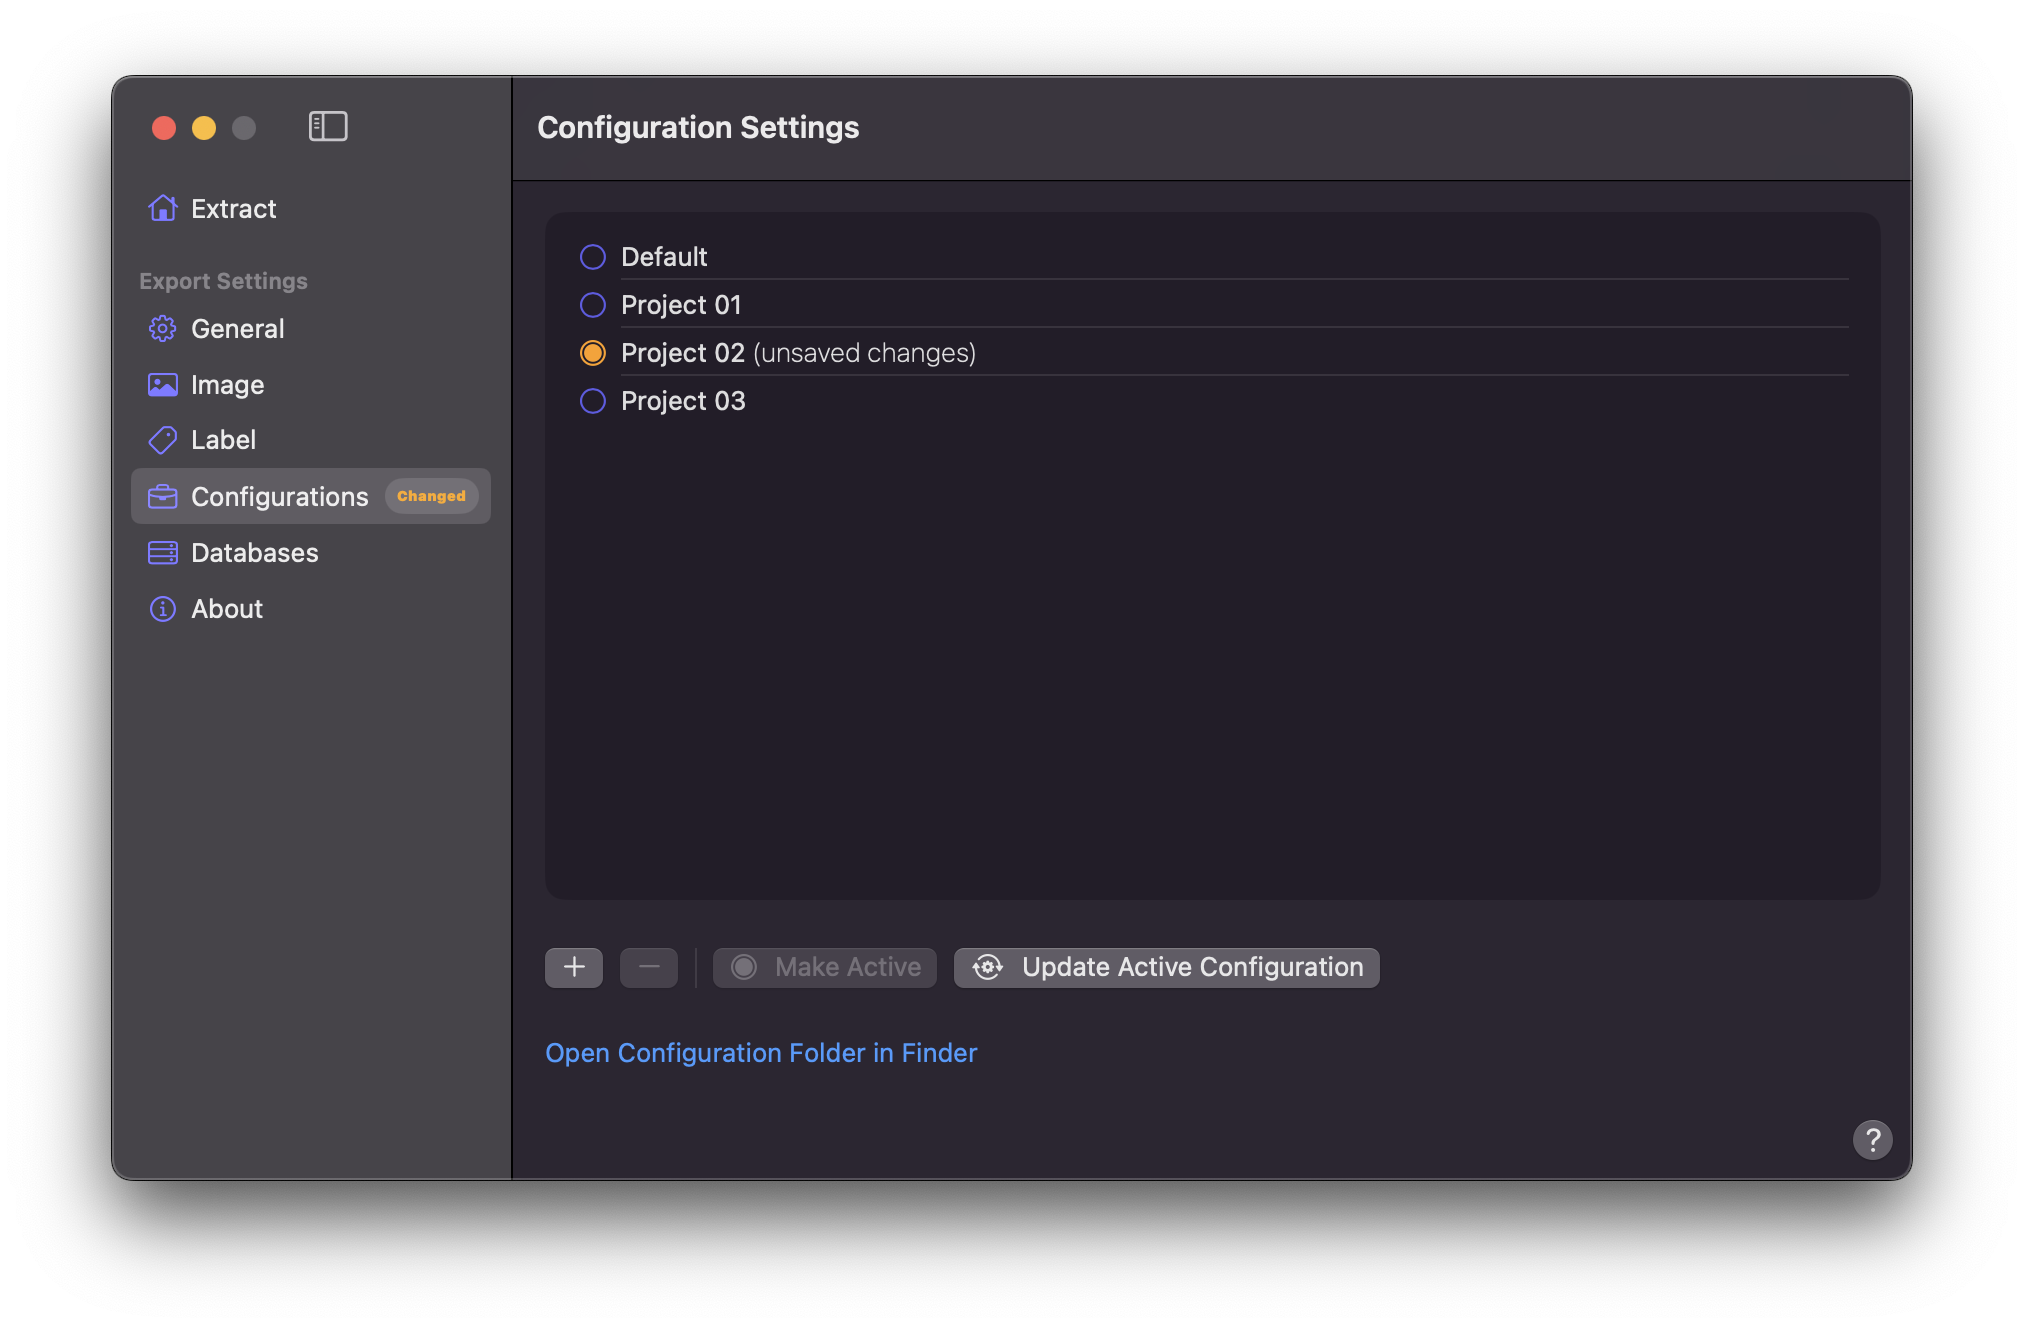 Configuration Settings
Extract
Export Settings
General
Image
Label
Configurations Changed
Databases
About
Default
Project 01
Project 02 (unsaved changes)
Project 03
+ − Make Active Update Active Configuration
Open Configuration Folder in Finder
?